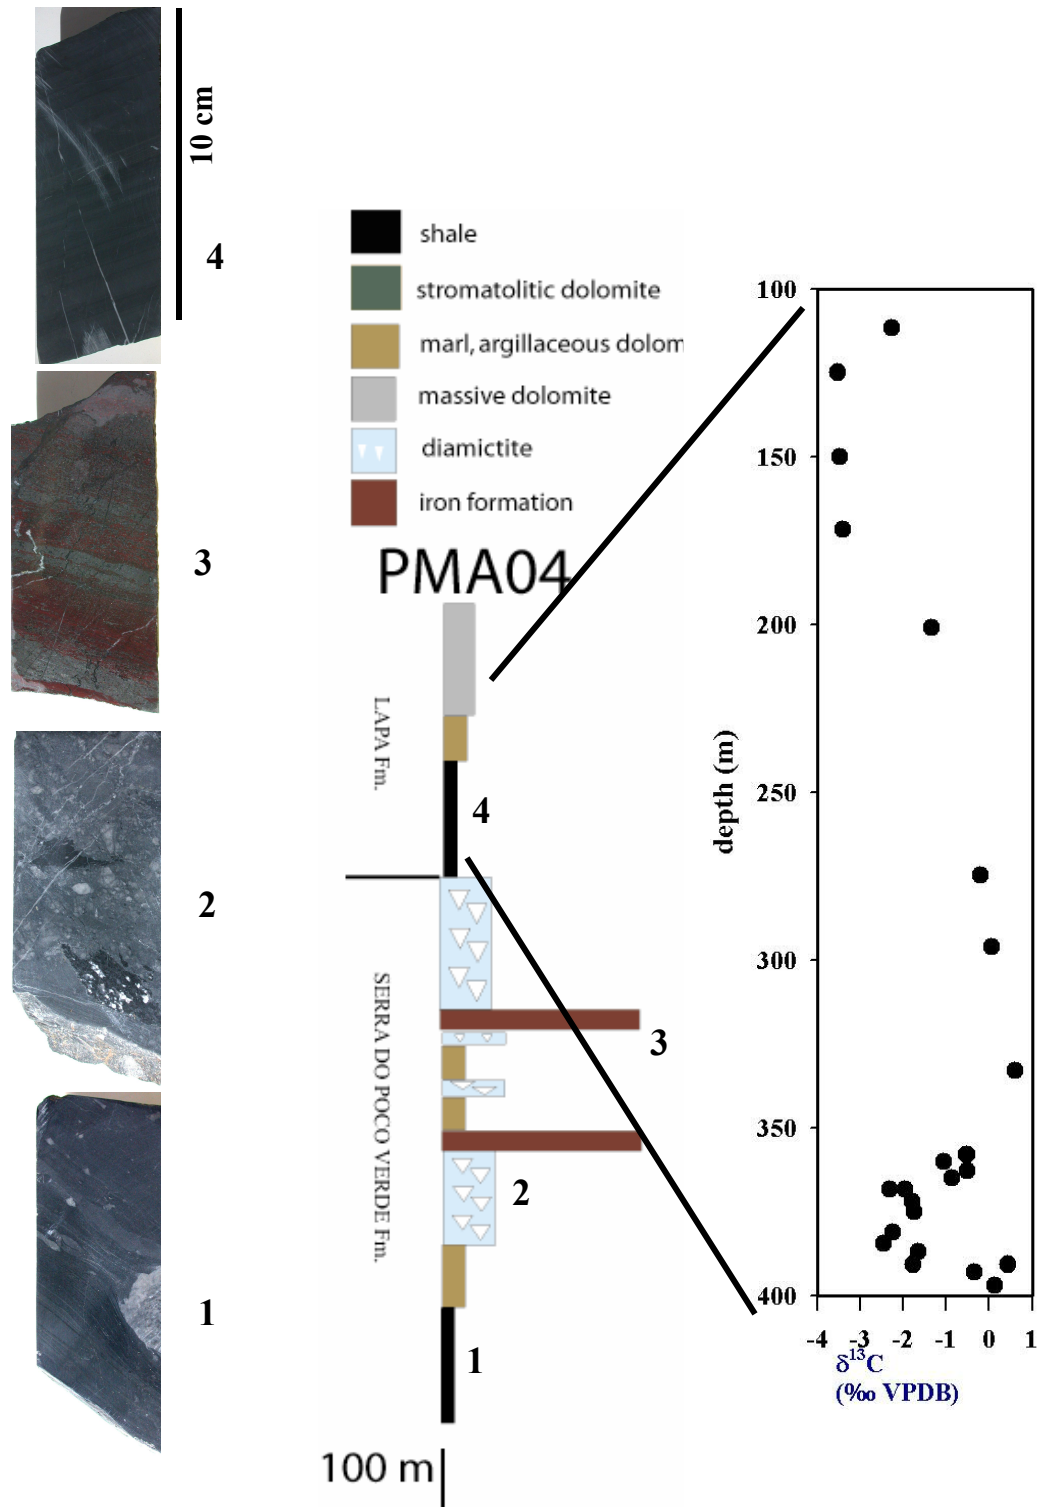 10 cm
4
3
2
1
shale
stromatolitic dolomite
marl, argillaceous dolom
massive dolomite
diamictite
iron formation
PMA04
LAPA Fm.
4
SERRA DO POCO VERDE Fm.
3
2
1
100 m
100
150
200
250
300
350
400
depth (m)
-4 -3 -2 -1 0 1
δ¹³C
(‰ VPDB)